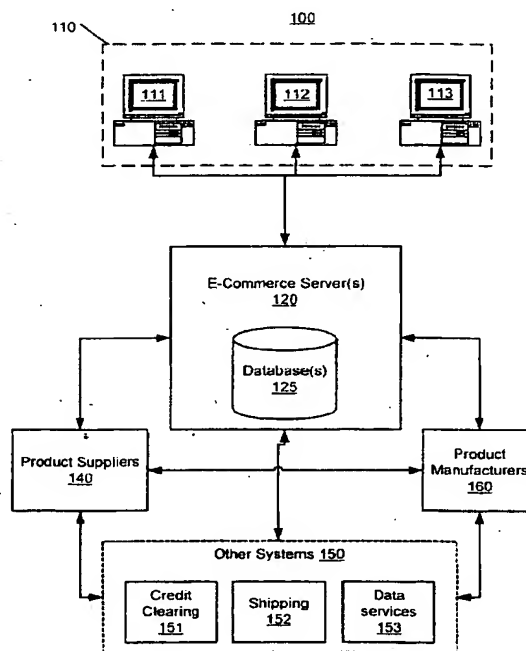 110
100
111
112
113
E-Commerce Server(s)
120
Database(s)
125
Product Suppliers
140
Product
Manufacturers
160
Other Systems 150
Credit
Clearing
151
Shipping
152
Data
services
153